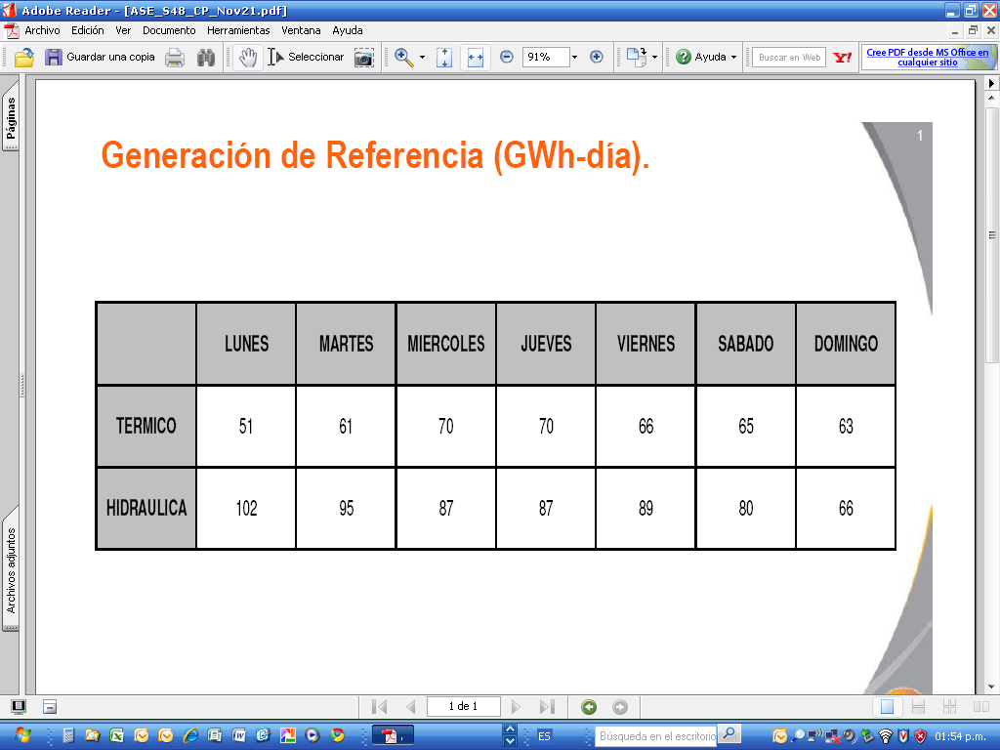 Adobe Reader - [ASE_S48_CP_Nov21.pdf]
Archivo Edición Ver Documento Herramientas Ventana Ayuda
Guardar una copia Seleccionar 91% Ayuda Buscar en Web Y! Cree PDF desde MS Office en
cualquier sitio
Páginas
Archivos adjuntos
1
Generación de Referencia (GWh-día).
LUNES MARTES MIERCOLES JUEVES VIERNES SABADO DOMINGO
TERMICO 51 61 70 70 66 65 63
HIDRAULICA 102 95 87 87 89 80 66
1 de 1
ES Búsqueda en el escritorio 01:54 p.m.